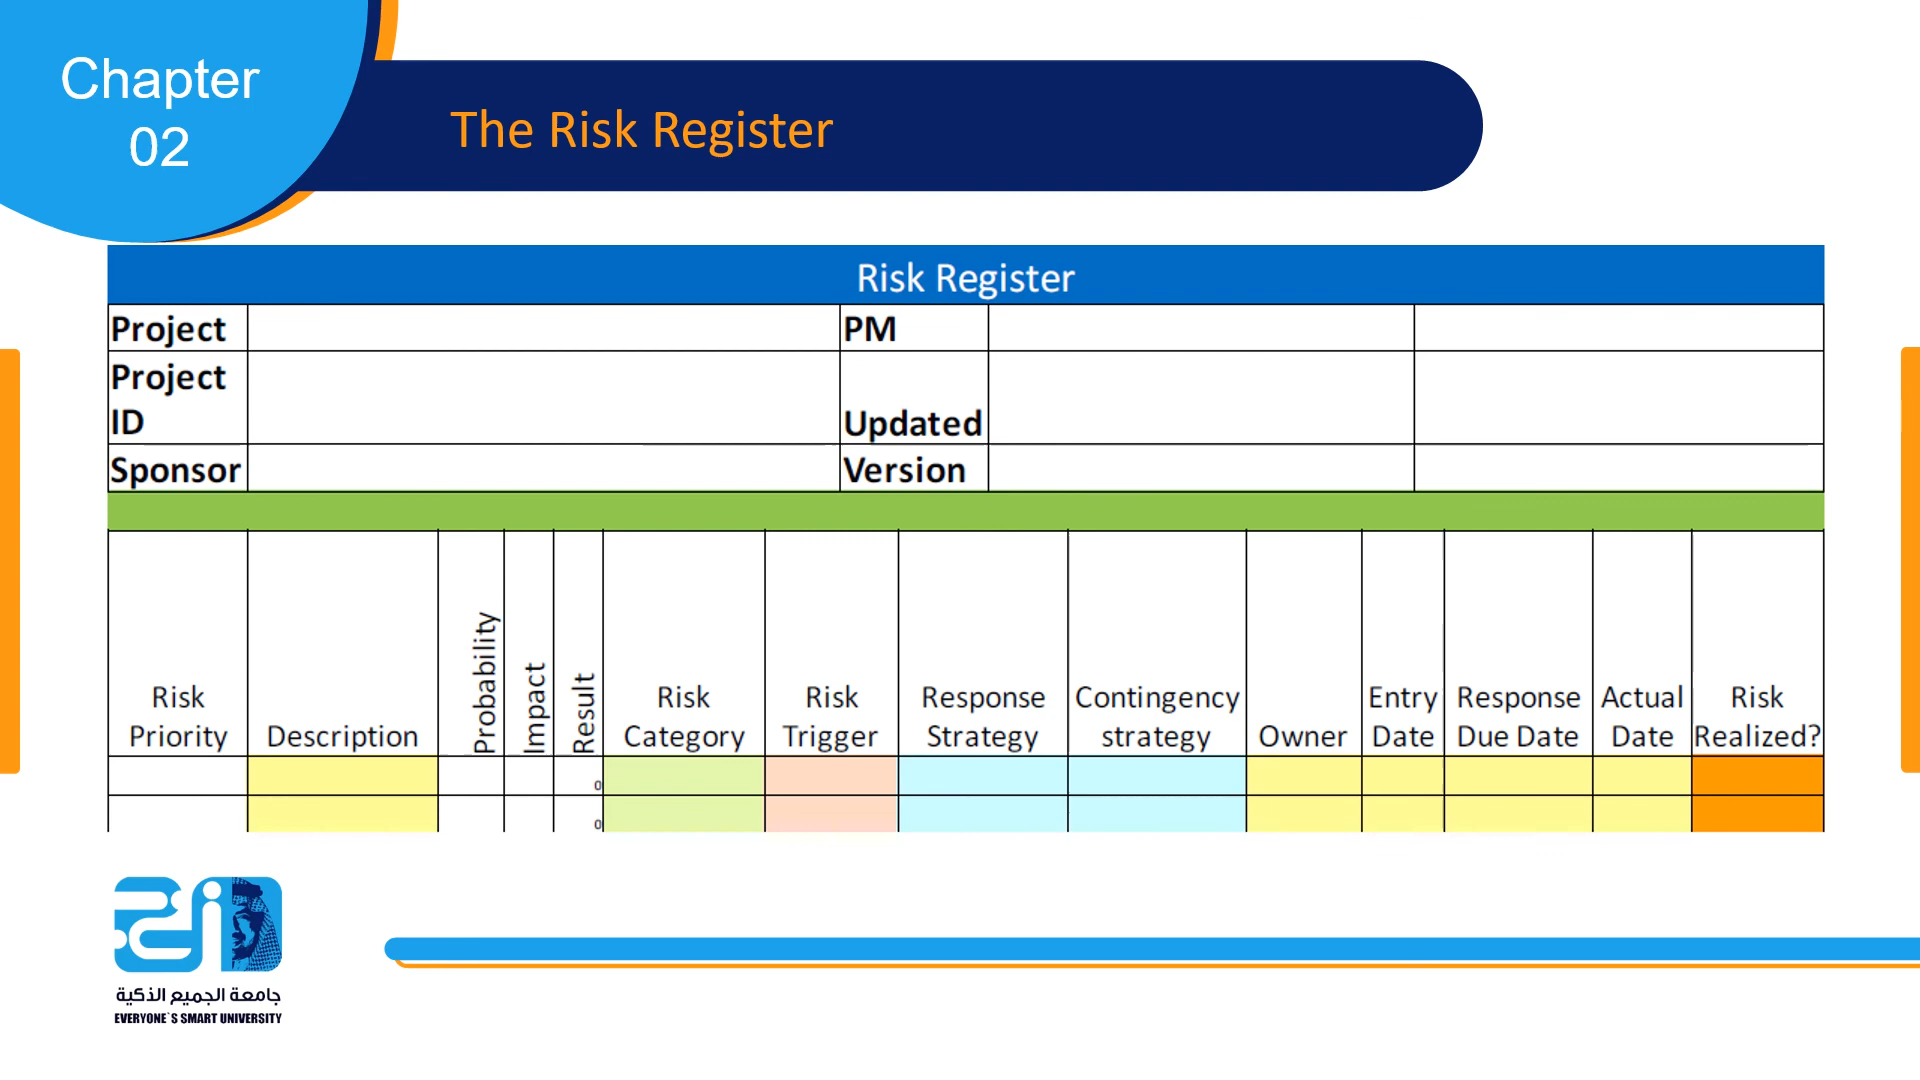 Chapter
02
The Risk Register
Risk Register
Project
PM
Project
ID
Updated
Sponsor
Version
Risk
Priority
Description
Probability
Impact
Result
Risk
Category
Risk
Trigger
Response
Strategy
Contingency
strategy
Owner
Entry
Date
Response
Due Date
Actual
Date
Risk
Realized?
0
0
جامعة الجميع الذكية
EVERYONE`S SMART UNIVERSITY